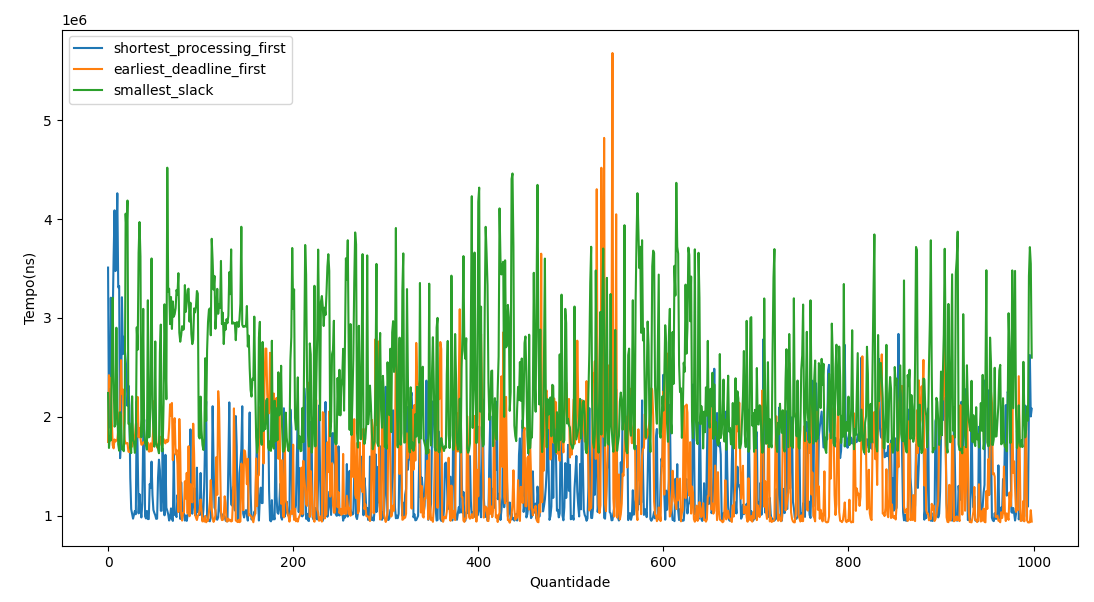 1e6
shortest_processing_first
earliest_deadline_first
smallest_slack
5
4
3
2
1
Tempo(ns)
0 200 400 600 800 1000
Quantidade